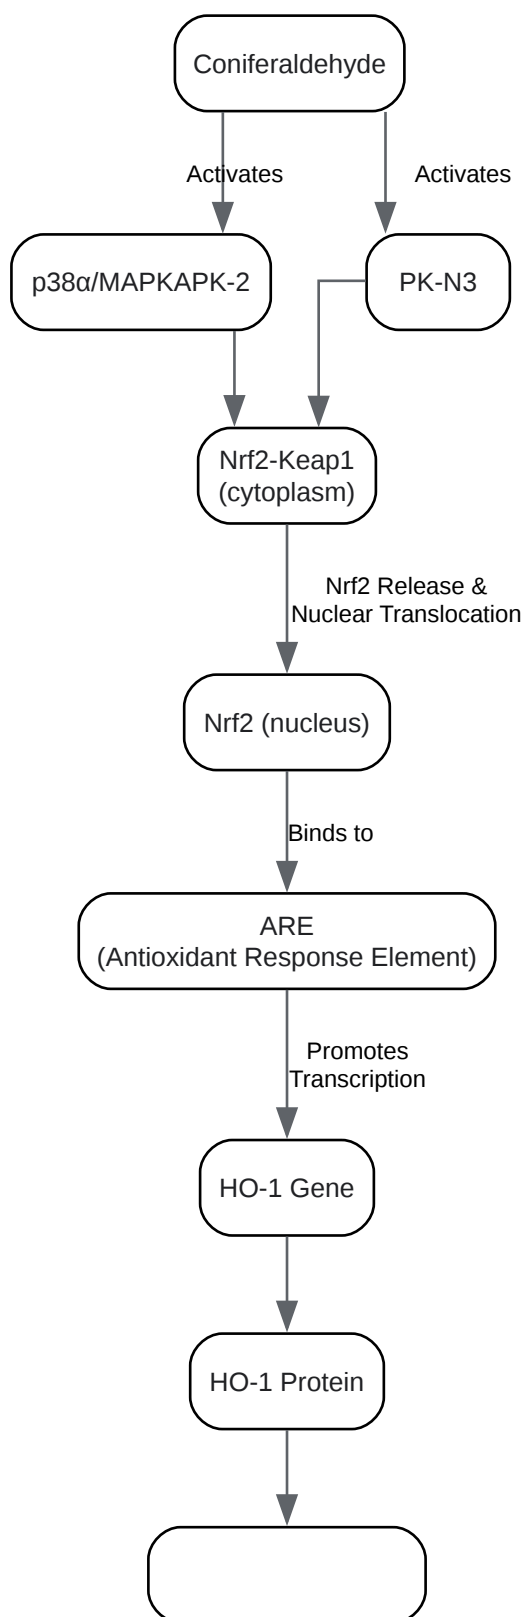 Coniferaldehyde
Activates
Activates
p38α/MAPKAPK-2
PK-N3
Nrf2-Keap1
(cytoplasm)
Nrf2 Release &
Nuclear Translocation
Nrf2 (nucleus)
Binds to
ARE
(Antioxidant Response Element)
Promotes
Transcription
HO-1 Gene
HO-1 Protein